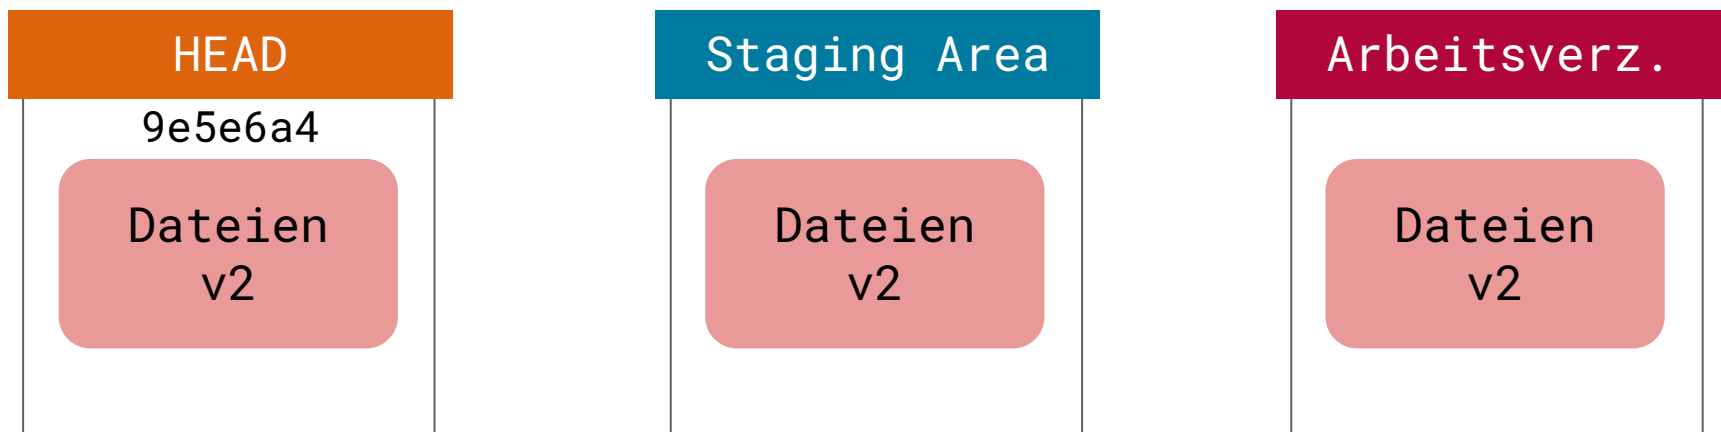 HEAD
Staging Area
Arbeitsverz.
9e5e6a4
Dateien
v2
Dateien
v2
Dateien
v2